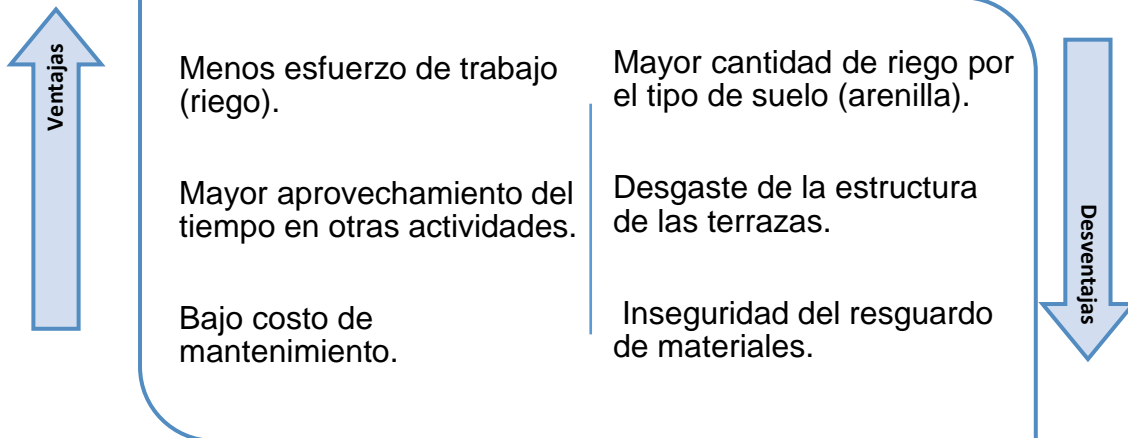 Ventajas
Menos esfuerzo de trabajo
(riego).
Mayor aprovechamiento del
tiempo en otras actividades.
Bajo costo de
mantenimiento.
Mayor cantidad de riego por
el tipo de suelo (arenilla).
Desgaste de la estructura
de las terrazas.
Inseguridad del resguardo
de materiales.
Desventajas